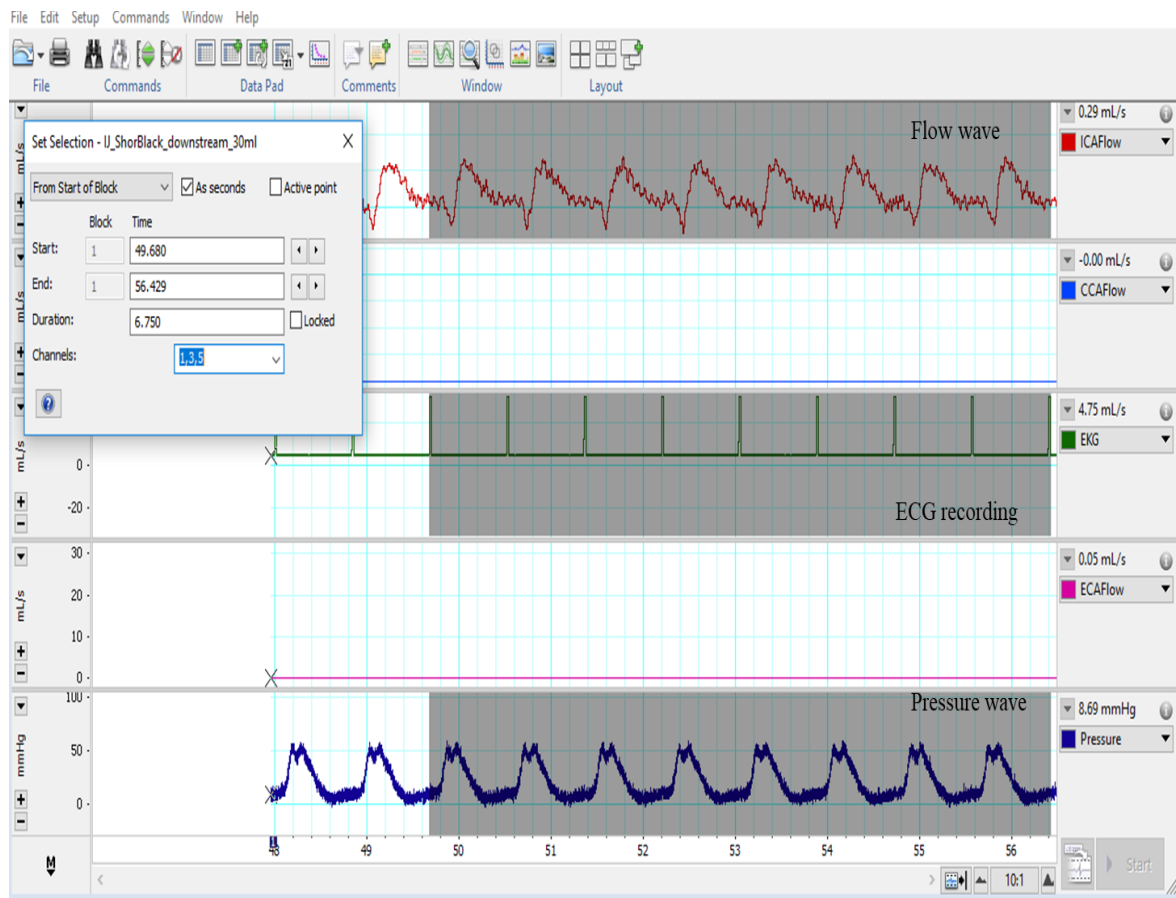 File Edit Setup Commands Window Help
File Commands Data Pad Comments Window Layout
Set Selection - IJ_ShorBlack_downstream_30ml X
From Start of Block As seconds Active point
Block Time
Start: 1 49.680
End: 1 56.429
Duration: 6.750 Locked
Channels: 1,3,5
Flow wave
0.29 mL/s
ICAFlow
-0.00 mL/s
CCAFlow
mL/s
0
-20
ECG recording
4.75 mL/s
EKG
mL/s
30
20
10
0
0.05 mL/s
ECAFlow
mmHg
100
50
0
Pressure wave
8.69 mmHg
Pressure
M
48 49 50 51 52 53 54 55 56
10:1
Start